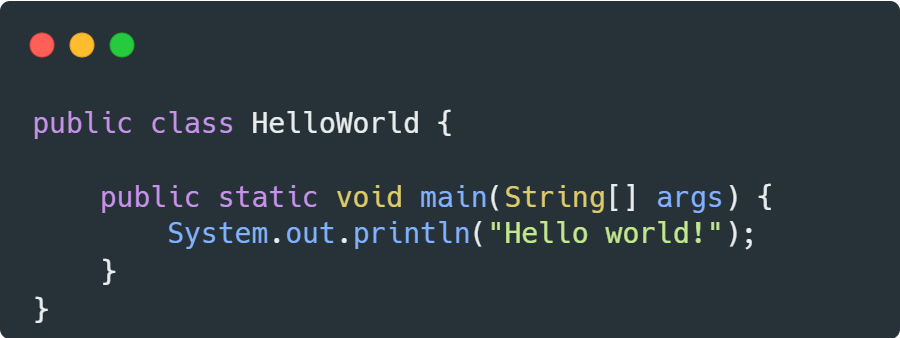 public class HelloWorld {
    public static void main(String[] args) {
        System.out.println("Hello world!");
    }
}